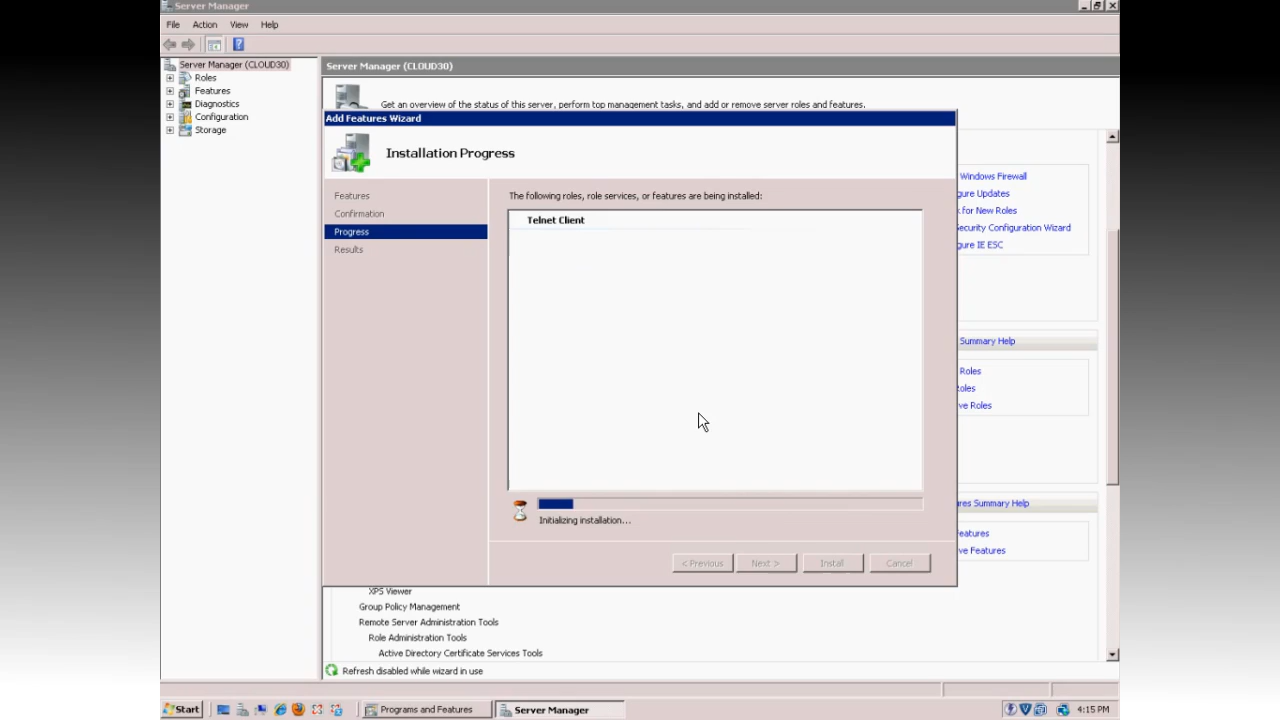 Server Manager
File Action View Help
Server Manager (CLOUD30)
Roles
Features
Diagnostics
Configuration
Storage
Server Manager (CLOUD30)
Get an overview of the status of this server, perform top management tasks, and add or remove server roles and features.
Add Features Wizard
Installation Progress
Features
Confirmation
Progress
Results
The following roles, role services, or features are being installed:
Telnet Client
Initializing installation...
< Previous Next > Install Cancel
Windows Firewall
gure Updates
k for New Roles
Security Configuration Wizard
gure IE ESC
Summary Help
Roles
Roles
ve Roles
res Summary Help
Features
ve Features
XPS Viewer
Group Policy Management
Remote Server Administration Tools
Role Administration Tools
Active Directory Certificate Services Tools
Refresh disabled while wizard in use
Start Programs and Features Server Manager 4:15 PM